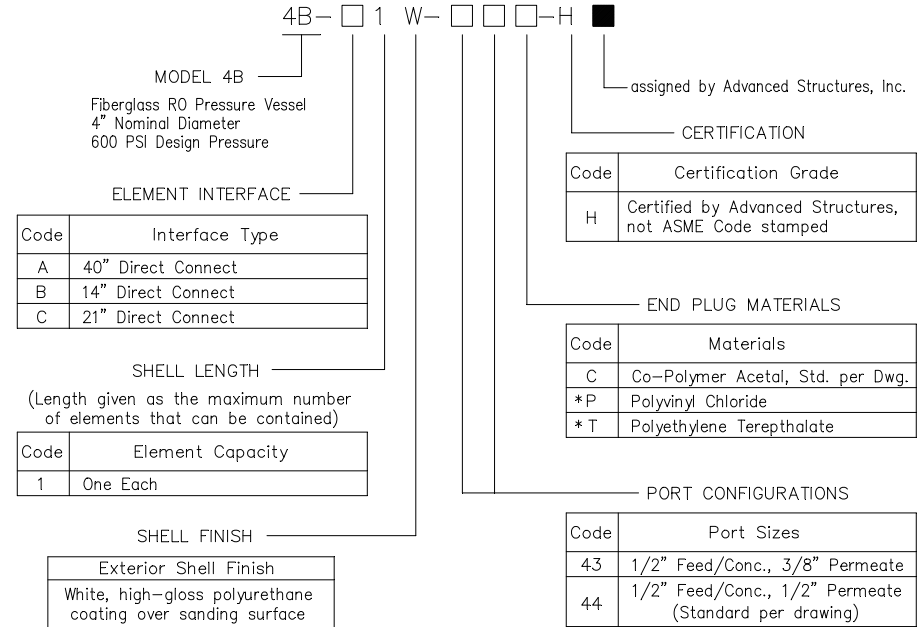 4B- 1 W- -H
MODEL 4B
Fiberglass RO Pressure Vessel
4" Nominal Diameter
600 PSI Design Pressure
ELEMENT INTERFACE
Code Interface Type
A 40" Direct Connect
B 14" Direct Connect
C 21" Direct Connect
SHELL LENGTH
(Length given as the maximum number
of elements that can be contained)
Code Element Capacity
1 One Each
SHELL FINISH
Exterior Shell Finish
White, high-gloss polyurethane
coating over sanding surface
assigned by Advanced Structures, Inc.
CERTIFICATION
Code Certification Grade
H Certified by Advanced Structures,
not ASME Code stamped
END PLUG MATERIALS
Code Materials
C Co-Polymer Acetal, Std. per Dwg.
*P Polyvinyl Chloride
*T Polyethylene Terepthalate
PORT CONFIGURATIONS
Code Port Sizes
43 1/2" Feed/Conc., 3/8" Permeate
44 1/2" Feed/Conc., 1/2" Permeate
(Standard per drawing)